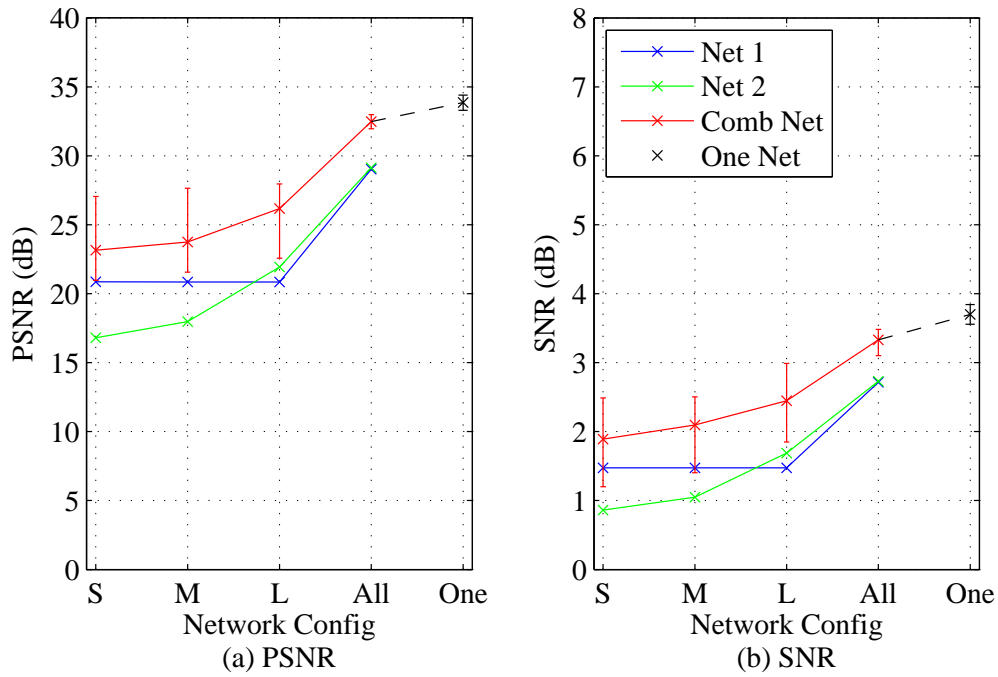 40
35
30
25
20
15
10
5
0
PSNR (dB)
S M L All One
Network Config
(a) PSNR
8
7
6
5
4
3
2
1
0
SNR (dB)
Net 1
Net 2
Comb Net
One Net
S M L All One
Network Config
(b) SNR